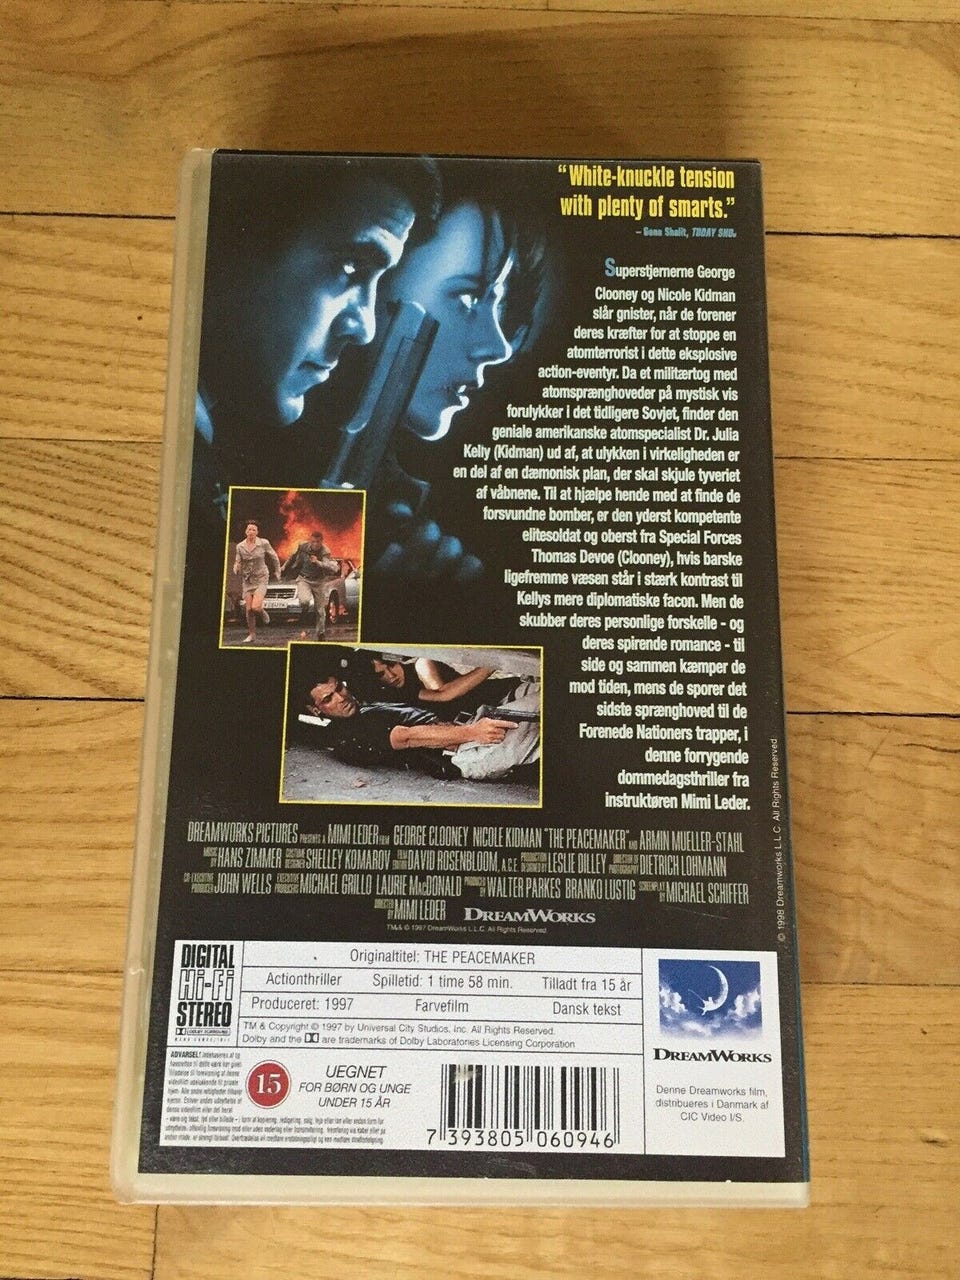 “White-knuckle tension
with plenty of smarts.”
– Gene Shalit, TODAY SHO.
Superstjernerne George
Clooney og Nicole Kidman
slår gnister, når de forener
deres kræfter for at stoppe en
atomterrorist i dette eksplosive
action-eventyr. Da et militærtog med
atomsprænghoveder på mystisk vis
forulykker i det tidligere Sovjet, finder den
geniale amerikanske atomspecialist Dr. Julia
Kelly (Kidman) ud af, at ulykken i virkeligheden er
en del af en dæmonisk plan, der skal skjule tyveriet
af våbnene. Til at hjælpe hende med at finde de
forsvundne bomber, er den yderst kompetente
elitesoldat og oberst fra Special Forces
Thomas Devoe (Clooney), hvis barske
ligefremme væsen står i stærk kontrast til
Kellys mere diplomatiske facon. Men de
skubber deres personlige forskelle - og
deres spirende romance - til
side og sammen kæmper de
mod tiden, mens de sporer det
sidste sprænghoved til de
Forenede Nationers trapper, i
denne forrygende
dommedagsthriller fra
instruktøren Mimi Leder.
DREAMWORKS PICTURES PRESENTS A MIMI LEDER FILM GEORGE CLOONEY NICOLE KIDMAN "THE PEACEMAKER" AND ARMIN MUELLER-STAHL
MUSIC BY HANS ZIMMER COSTUME DESIGNER SHELLEY KOMAROV FILM EDITOR DAVID ROSENBLOOM, A.C.E. PRODUCTION DESIGNER LESLIE DILLEY DIRECTOR OF PHOTOGRAPHY DIETRICH LOHMANN
CO-EXECUTIVE PRODUCER JOHN WELLS EXECUTIVE PRODUCERS MICHAEL GRILLO LAURIE MACDONALD PRODUCED BY WALTER PARKES BRANKO LUSTIG SCREENPLAY BY MICHAEL SCHIFFER
DIRECTED BY MIMI LEDER DREAMWORKS
TM & © 1997 DreamWorks L.L.C. All Rights Reserved
© 1998 Dreamworks L.L.C. All Rights Reserved
DIGITAL
Hi-Fi
STEREO
DOLBY SURROUND
Originaltitel: THE PEACEMAKER
Actionthriller Spilletid: 1 time 58 min. Tilladt fra 15 år
Produceret: 1997 Farvefilm Dansk tekst
TM & Copyright © 1997 by Universal City Studios, Inc. All Rights Reserved.
Dolby and the are trademarks of Dolby Laboratories Licensing Corporation
ADVARSEL!
15
UEGNET
FOR BØRN OG UNGE
UNDER 15 ÅR
7 393805 060946
DREAMWORKS
Denne Dreamworks film,
distribueres i Danmark af
CIC Video I/S